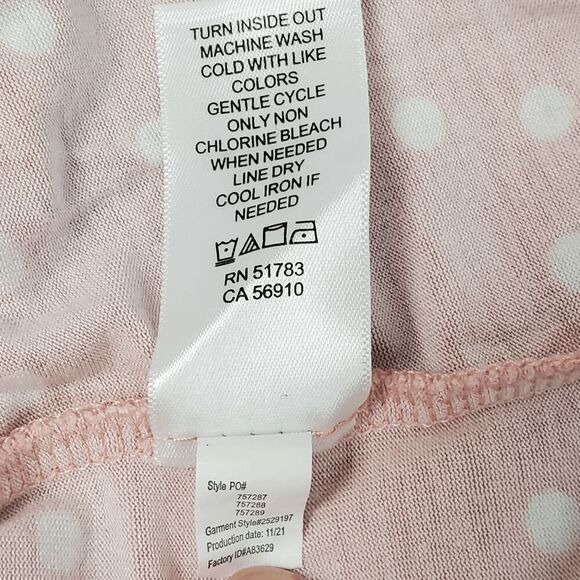 TURN INSIDE OUT
MACHINE WASH
COLD WITH LIKE
COLORS
GENTLE CYCLE
ONLY NON
CHLORINE BLEACH
WHEN NEEDED
LINE DRY
COOL IRON IF
NEEDED
RN 51783
CA 56910
Style PO#
757287
757288
757289
Garment Style#2529197
Production date: 11/21
Factory ID#A83629